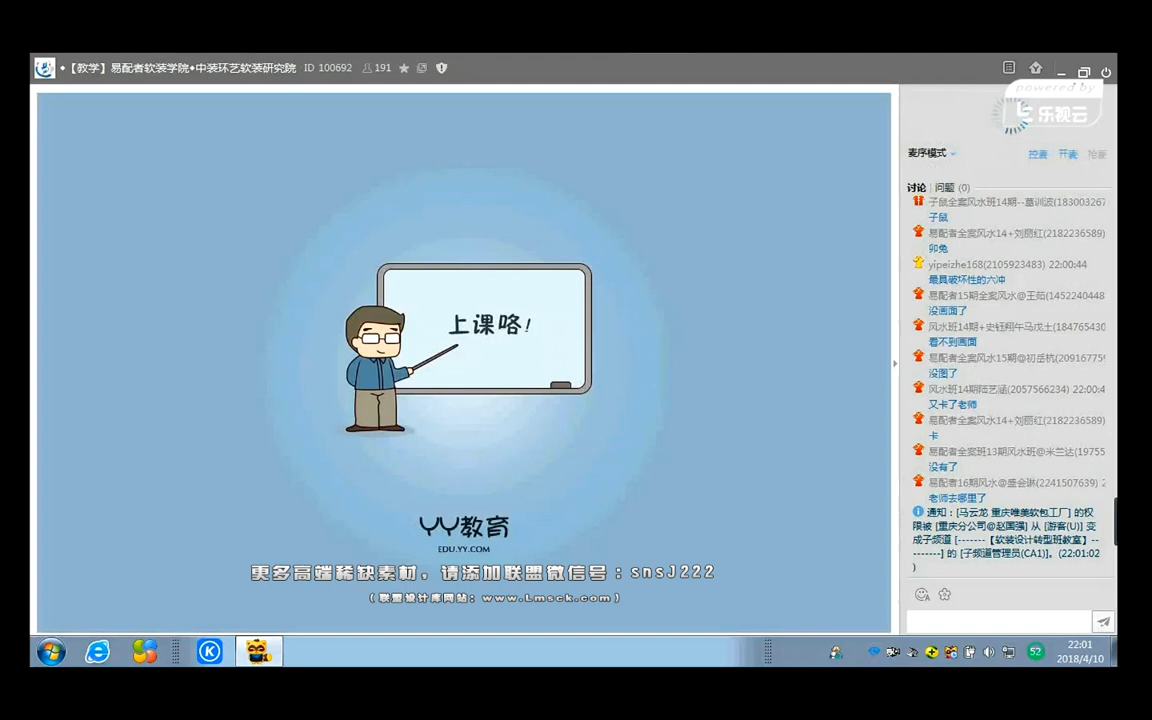 •【教学】易配者软装学院•中装环艺软装研究院 ID 100692 191
powered by
乐视云
麦序模式 控麦 开麦 抢麦
讨论 | 问题 (0)
子鼠全案风水班14期--葛训波(183003267
子鼠
易配者全案风水14+刘丽红(2182236589)
卯兔
yipeizhe168(2105923483) 22:00:44
最具破坏性的六冲
易配者15期全案风水@王茹(1452240448
没画面了
风水班14期+史钰翔午马戊土(184765430
看不到画面
易配者全案风水15期@初岳杭(209167759
没图了
风水班14期陆艺涵(2057566234) 22:00:4
又卡了老师
易配者全案风水14+刘丽红(2182236589)
卡
易配者全案班13期风水班@米兰达(19755
没有了
易配者16期风水@盛会琳(2241507639) 2
老师去哪里了
通知：[马云龙 重庆唯美软包工厂] 的权
限被 [重庆分公司@赵国强] 从 [游客(U)] 变
成子频道 [-------【软装设计转型班教室】--
--------] 的 [子频道管理员(CA1)]。(22:01:02
)
上课咯!
YY教育
EDU.YY.COM
更多高端稀缺素材，请添加联盟微信号：snsJ222
（联盟设计库网站：www.Lmsck.com）
52
22:01
2018/4/10